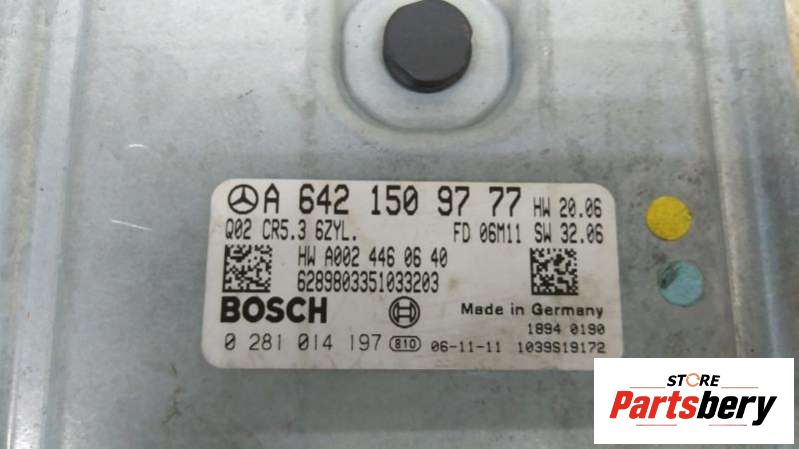 A 642 150 97 77 HW 20.06
Q02 CR5.3 6ZYL. FD 06M11 SW 32.06
HW A002 446 06 40
6289803351033203
BOSCH Made in Germany
1894 0190
0 281 014 197 810 06-11-11 1039S19172
STORE
Partsbery